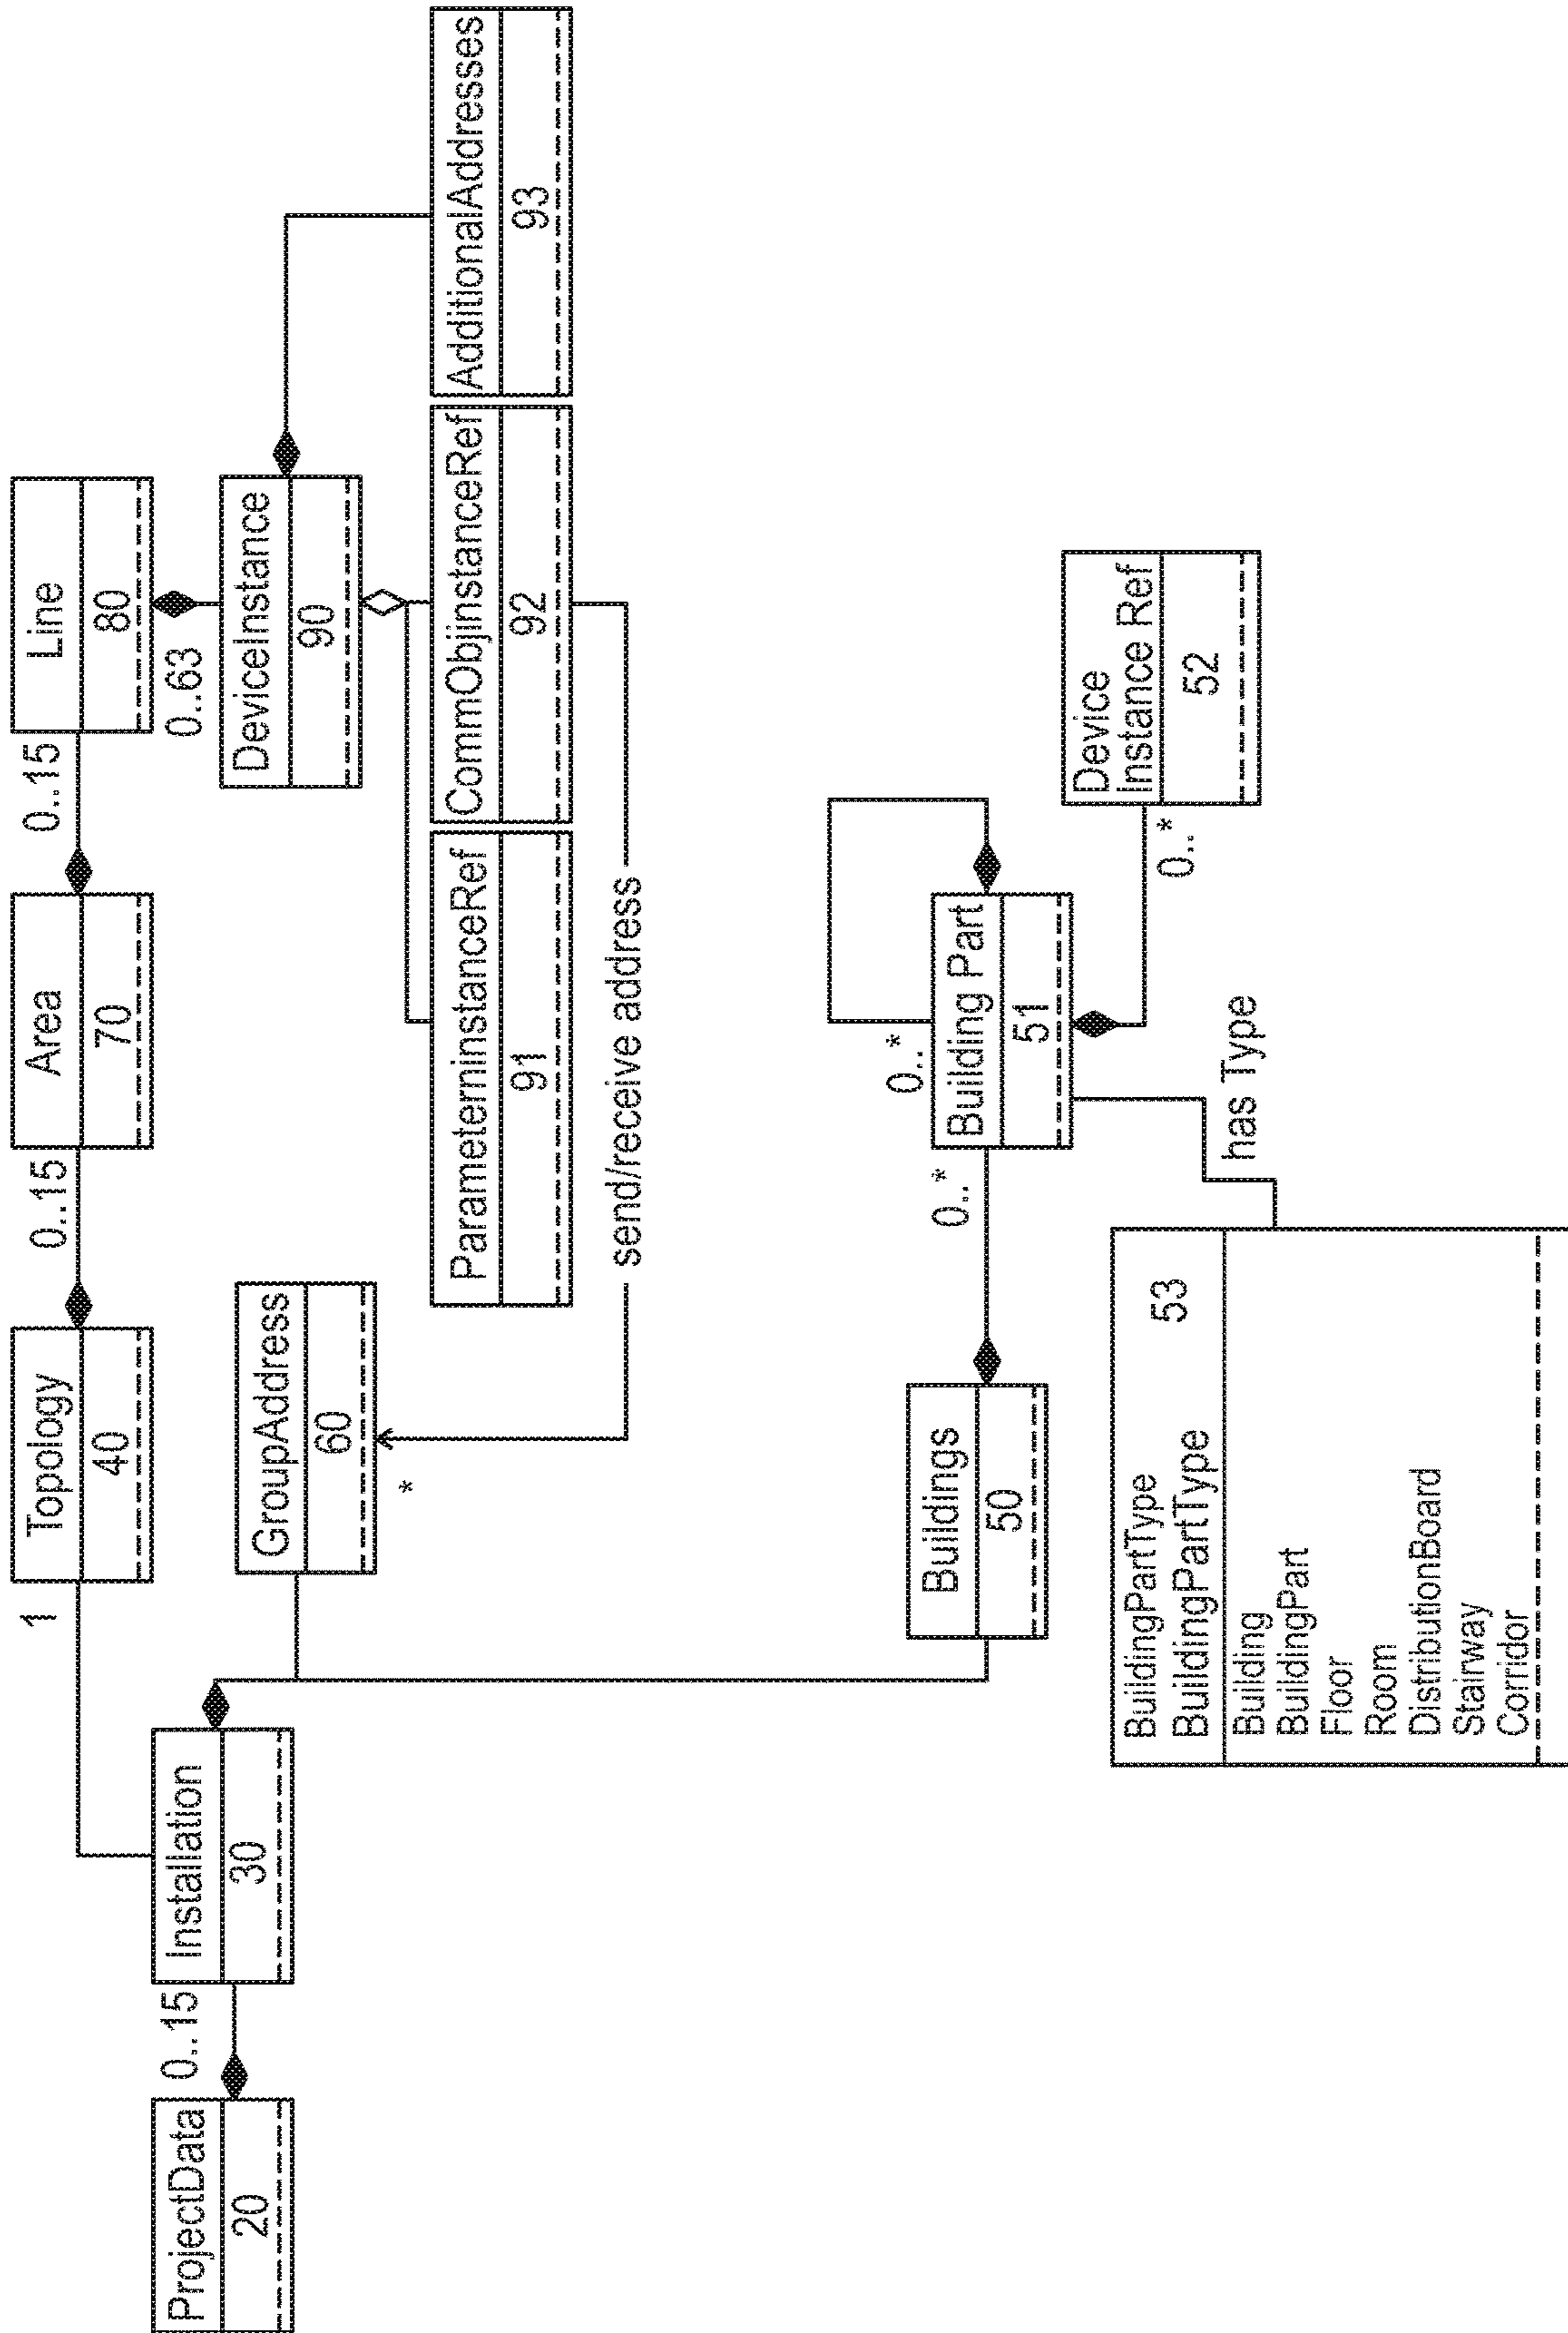 ProjectData
20
0..15
Installation
30
1
Topology
40
0..15
Area
70
0..15
Line
80
0..63
DeviceInstance
90
GroupAddress
60
*
ParameterinstanceRef
91
CommObjinstanceRef
92
AdditionalAddresses
93
send/receive address
Buildings
50
0..*
Building Part
51
0..*
Device
Instance Ref
52
0..*
has Type
BuildingPartType
BuildingPartType
53
Building
BuildingPart
Floor
Room
DistributionBoard
Stairway
Corridor